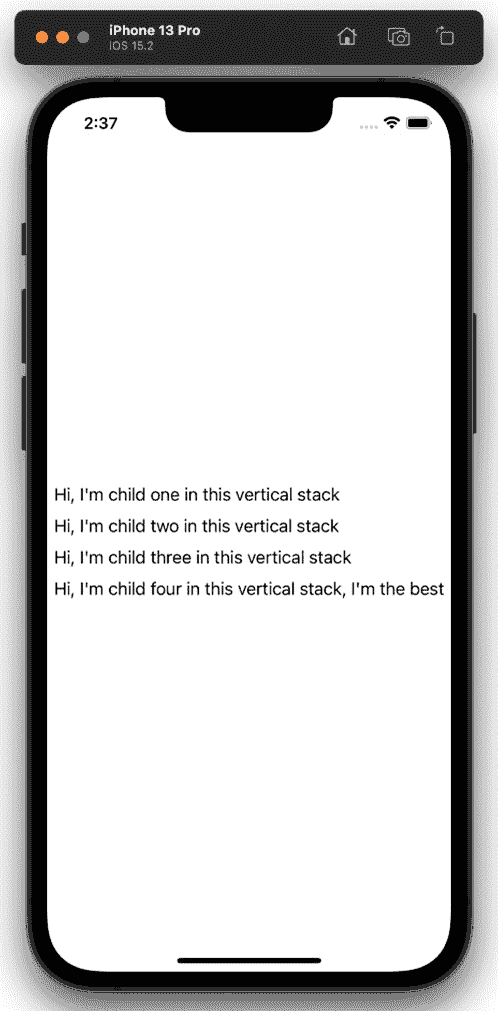 iPhone 13 Pro
iOS 15.2
2:37
Hi, I'm child one in this vertical stack
Hi, I'm child two in this vertical stack
Hi, I'm child three in this vertical stack
Hi, I'm child four in this vertical stack, I'm the best